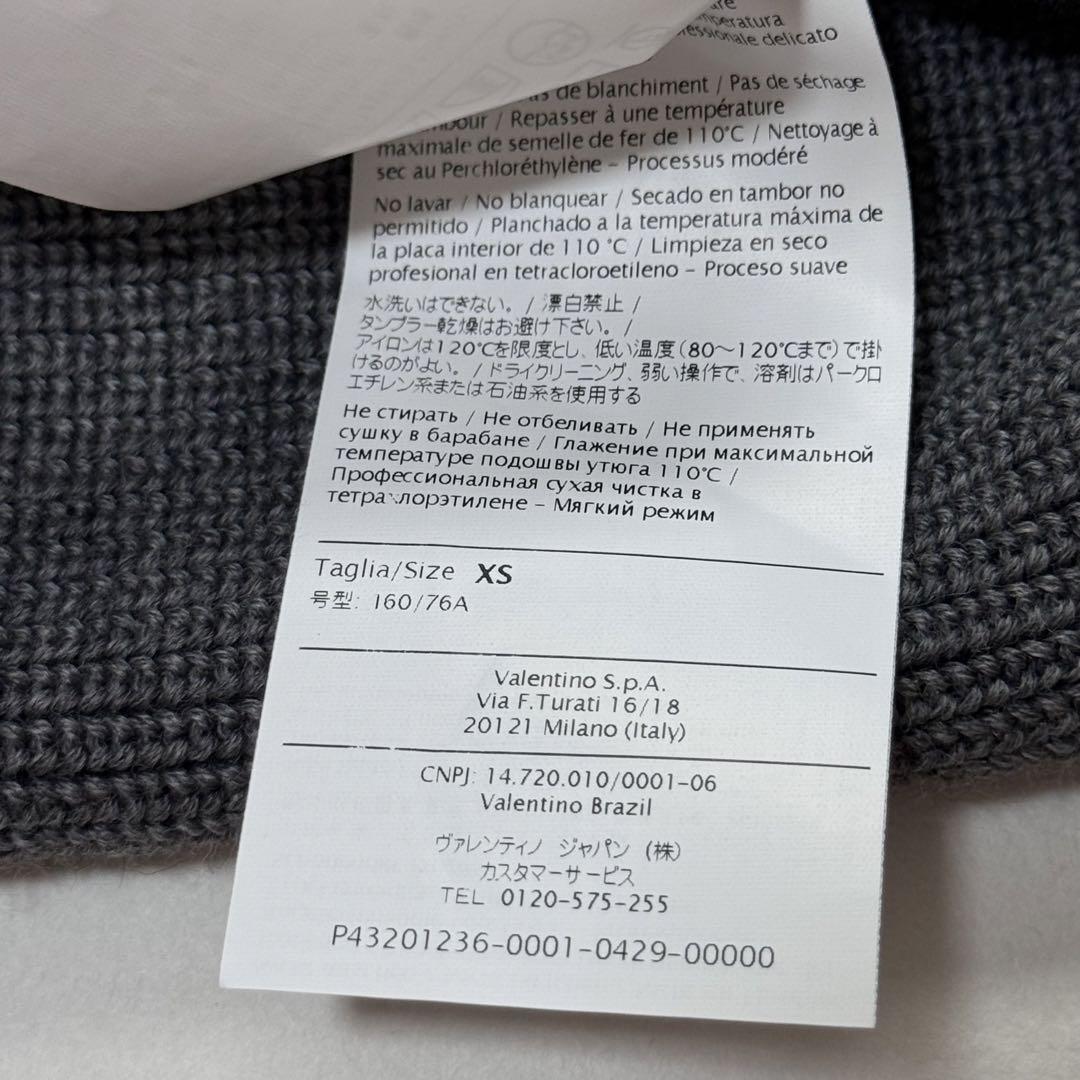 delicato
de blanchiment / Pas de séchage
/ Repasser à une température
maximale de semelle de fer de 110°C / Nettoyage à
sec au Perchloréthylène – Processus modéré
No lavar / No blanquear / Secado en tambor no
permitido / Planchado a la temperatura máxima de
la placa interior de 110 °C / Limpieza en seco
profesional en tetracloroetileno – Proceso suave
水洗いはできない。 / 漂白禁止 /
タンブラー乾燥はお避け下さい。 /
アイロンは120℃を限度とし、低い温度(80～120℃まで)で掛
けるのがよい。 / ドライクリーニング、弱い操作で、溶剤はパークロ
エチレン系または石油系を使用する
Не стирать / Не отбеливать / Не применять
сушку в барабане / Глажение при максимальной
температуре подошвы утюга 110°C /
Профессиональная сухая чистка в
тетрахлорэтилене – Мягкий режим
Taglia/Size XS
号型: 160/76A
Valentino S.p.A.
Via F.Turati 16/18
20121 Milano (Italy)
CNPJ: 14.720.010/0001-06
Valentino Brazil
ヴァレンティノ ジャパン (株)
カスタマーサービス
TEL 0120-575-255
P43201236-0001-0429-00000